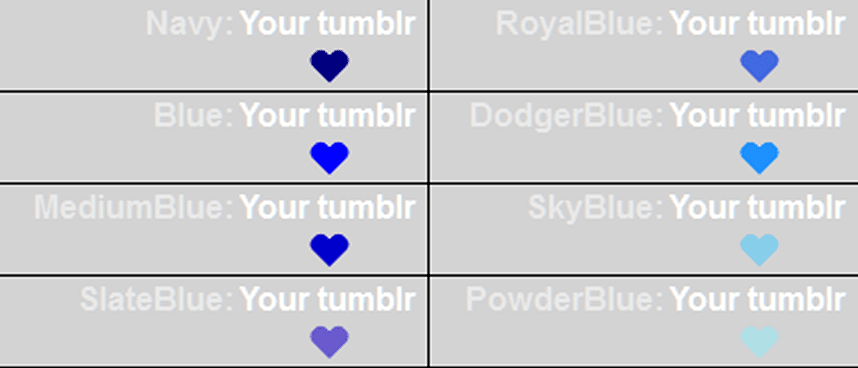 Navy: Your tumblr
RoyalBlue: Your tumblr
Blue: Your tumblr
DodgerBlue: Your tumblr
MediumBlue: Your tumblr
SkyBlue: Your tumblr
SlateBlue: Your tumblr
PowderBlue: Your tumblr